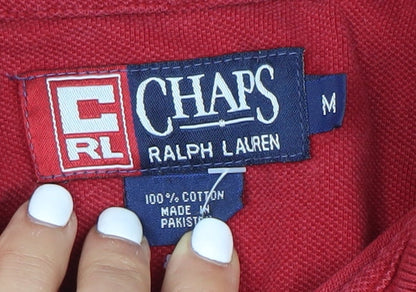 C
RL
CHAPS
RALPH LAUREN
M
100% COTTON
MADE IN
PAKISTAN